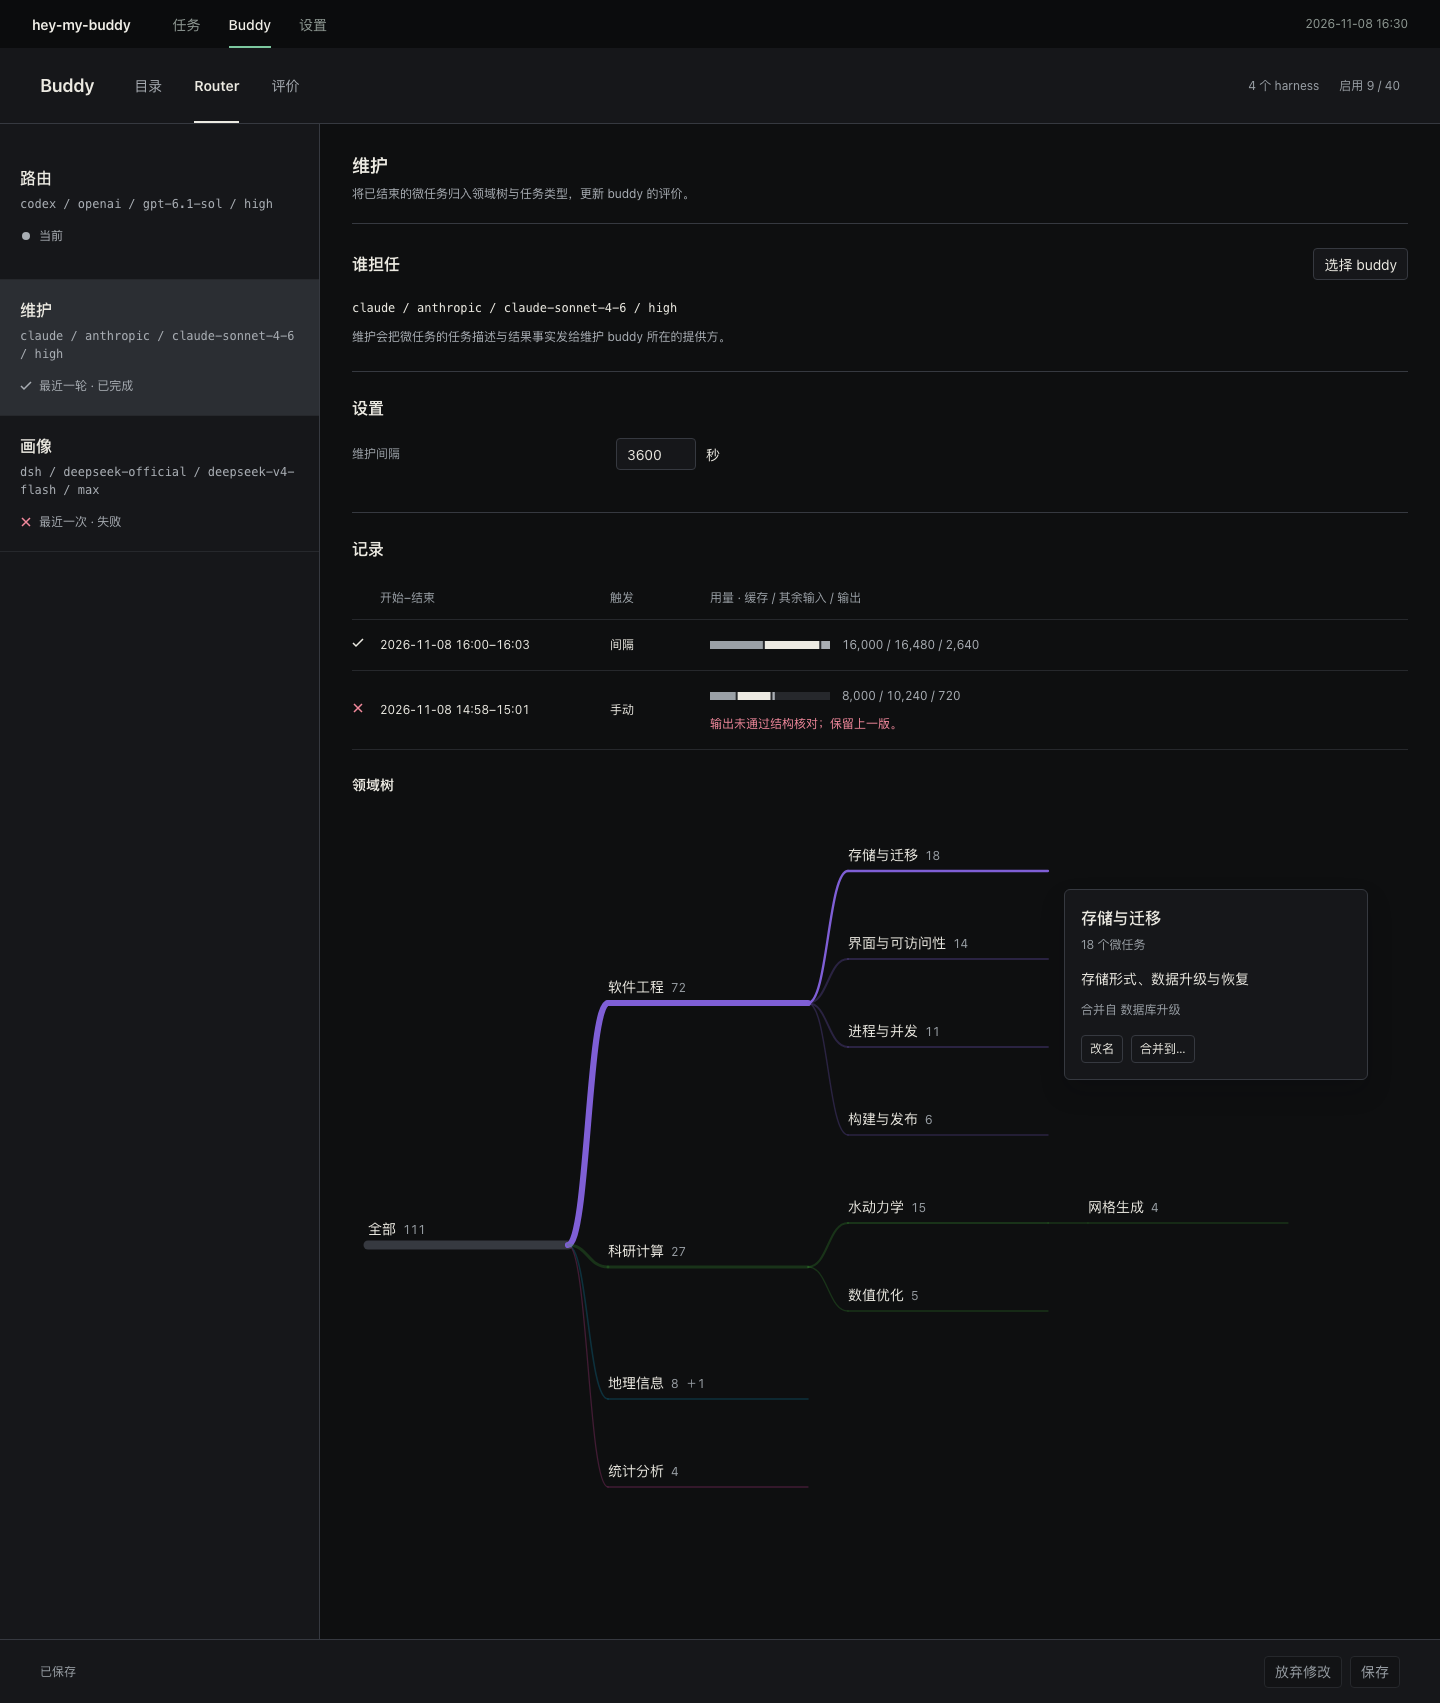 hey-my-buddy 任务 Buddy 设置 2026-11-08 16:30
Buddy 目录 Router 评价 4 个 harness 启用 9 / 40
路由
codex / openai / gpt-6.1-sol / high
当前
维护
claude / anthropic / claude-sonnet-4-6
/ high
最近一轮 · 已完成
画像
dsh / deepseek-official / deepseek-v4-
flash / max
最近一次 · 失败
维护
将已结束的微任务归入领域树与任务类型，更新 buddy 的评价。
谁担任 选择 buddy
claude / anthropic / claude-sonnet-4-6 / high
维护会把微任务的任务描述与结果事实发给维护 buddy 所在的提供方。
设置
维护间隔 3600 秒
记录
开始–结束 触发 用量 · 缓存 / 其余输入 / 输出
2026-11-08 16:00–16:03 间隔 16,000 / 16,480 / 2,640
2026-11-08 14:58–15:01 手动 8,000 / 10,240 / 720
输出未通过结构核对；保留上一版。
领域树
存储与迁移 18
界面与可访问性 14
软件工程 72
进程与并发 11
构建与发布 6
水动力学 15 网格生成 4
全部 111
科研计算 27
数值优化 5
地理信息 8 +1
统计分析 4
存储与迁移
18 个微任务
存储形式、数据升级与恢复
合并自 数据库升级
改名 合并到…
已保存 放弃修改 保存